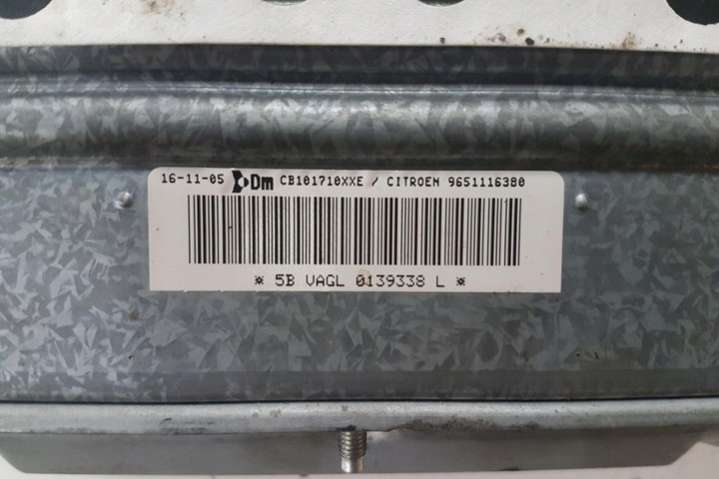 16-11-05 Dm CB101710XXE / CITROEN 9651116380
* 5B VAGL 0139338 L *